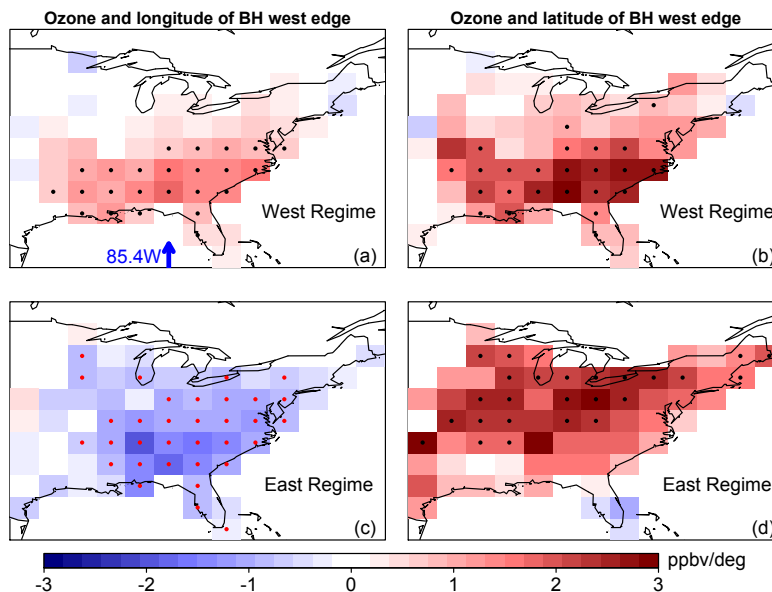 Ozone and longitude of BH west edge
Ozone and latitude of BH west edge
West Regime
85.4W
(a)
West Regime
(b)
East Regime
(c)
East Regime
(d)
ppbv/deg
-3 -2 -1 0 1 2 3